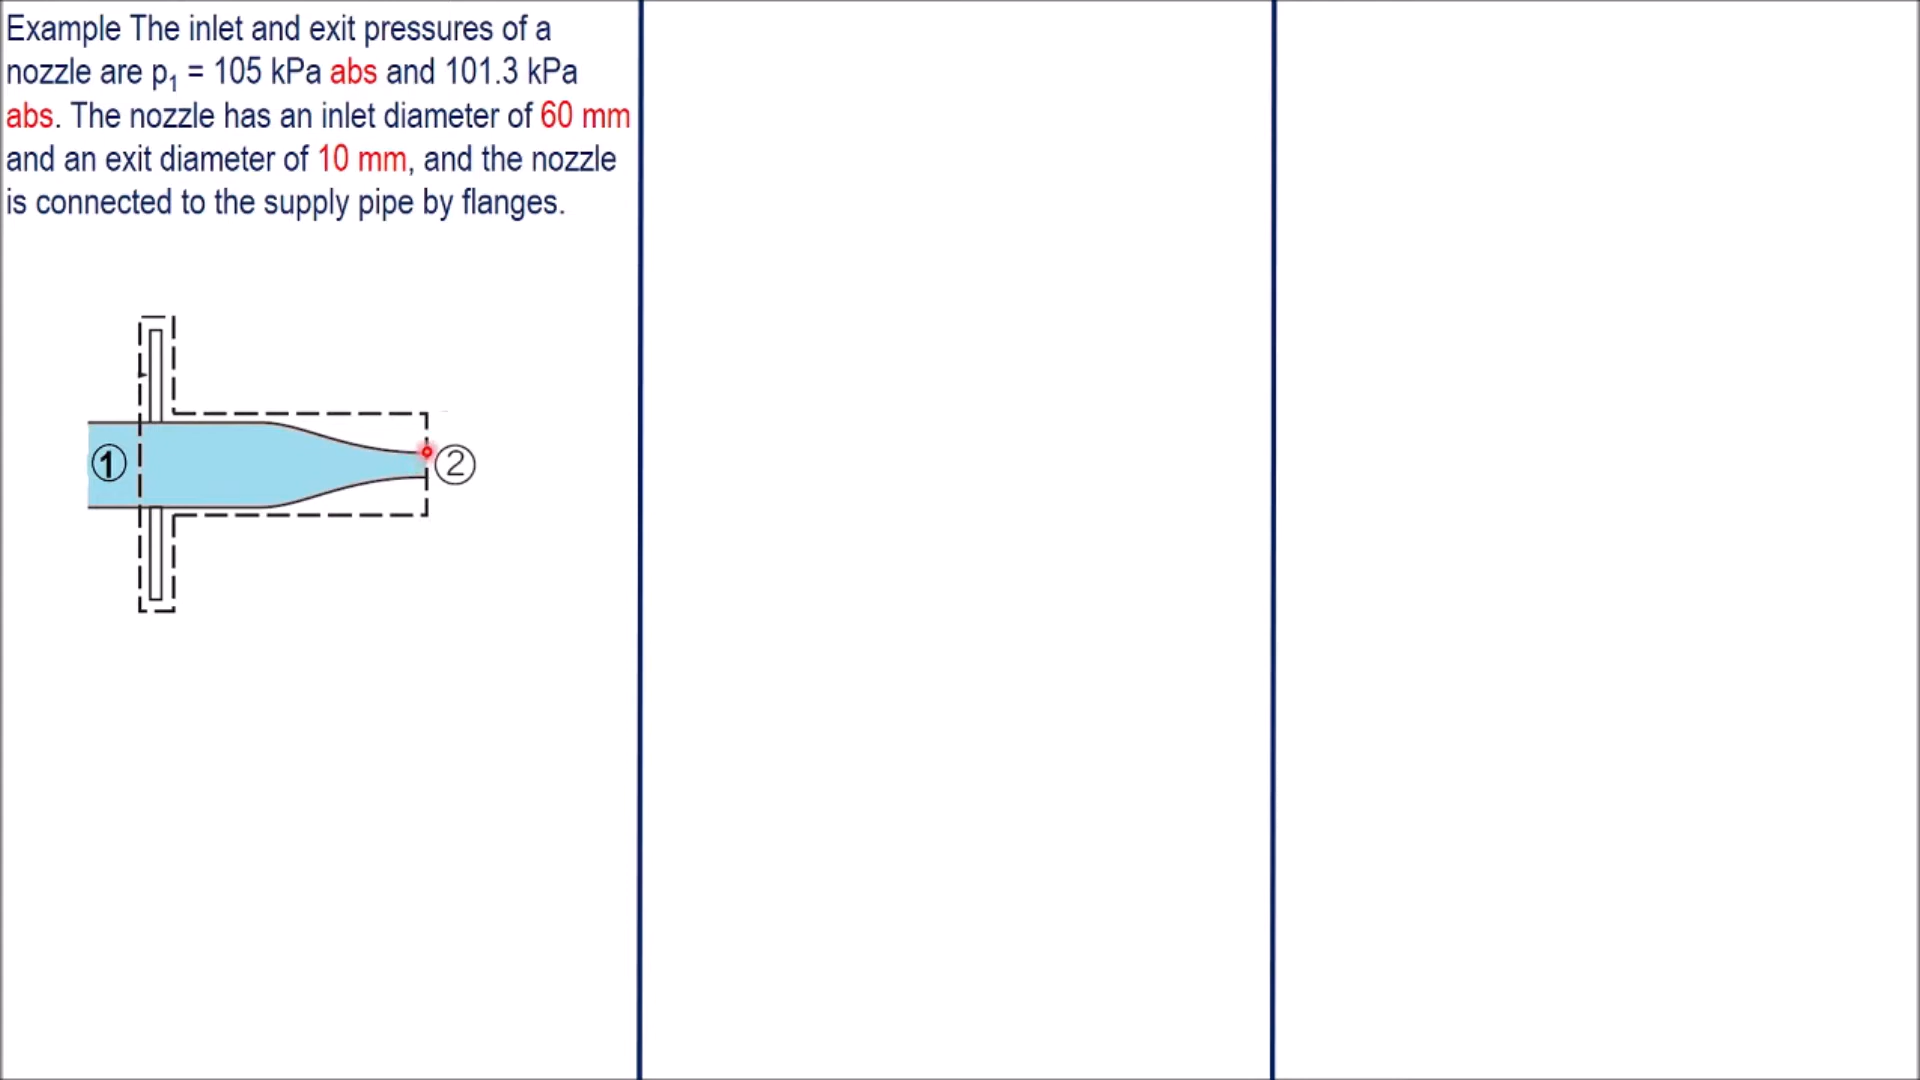 Example The inlet and exit pressures of a
nozzle are p₁ = 105 kPa abs and 101.3 kPa
abs. The nozzle has an inlet diameter of 60 mm
and an exit diameter of 10 mm, and the nozzle
is connected to the supply pipe by flanges.
① ②